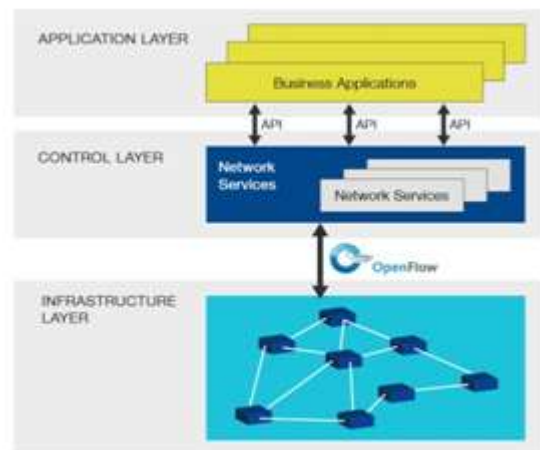 APPLICATION LAYER
Business Applications
API
API
API
CONTROL LAYER
Network
Services
Network Services
OpenFlow
INFRASTRUCTURE
LAYER